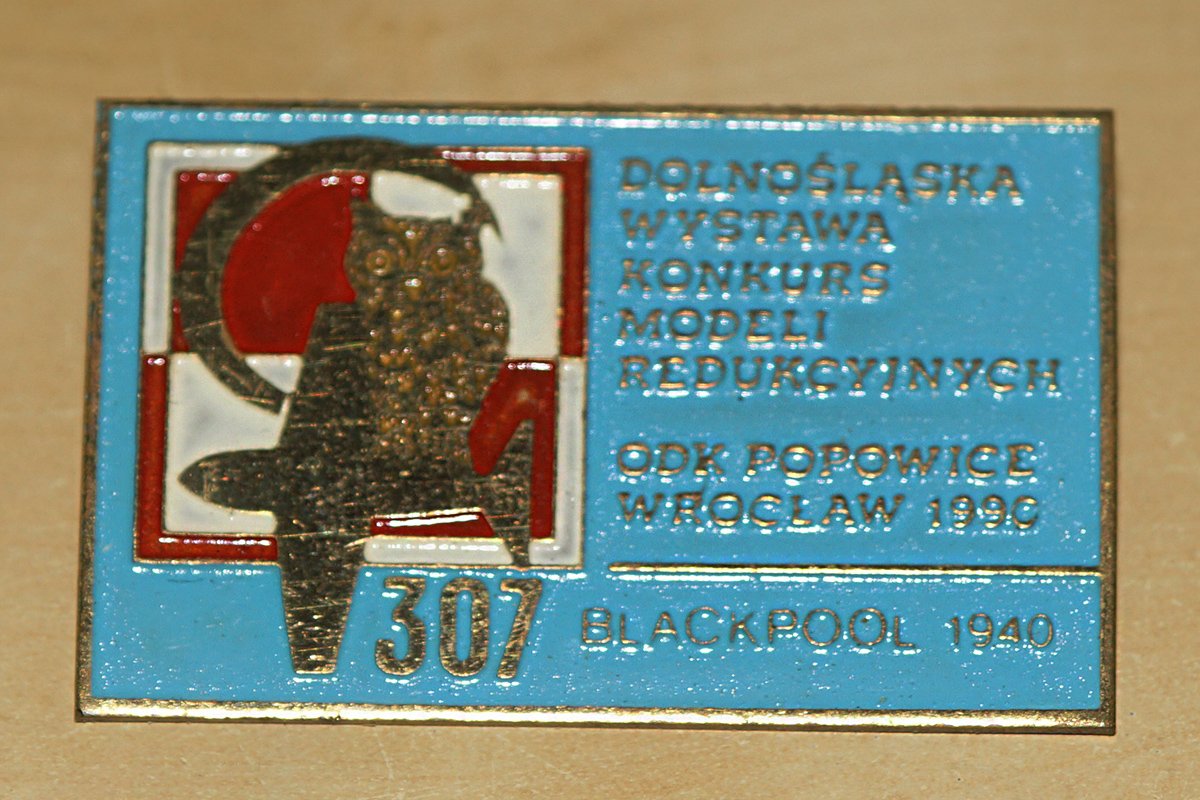 DOLNOŚLĄSKA
WYSTAWA
KONKURS
MODELI
REDUKCYJNYCH
ODK POPOWICE
WROCŁAW 1990
307
BLACKPOOL 1940